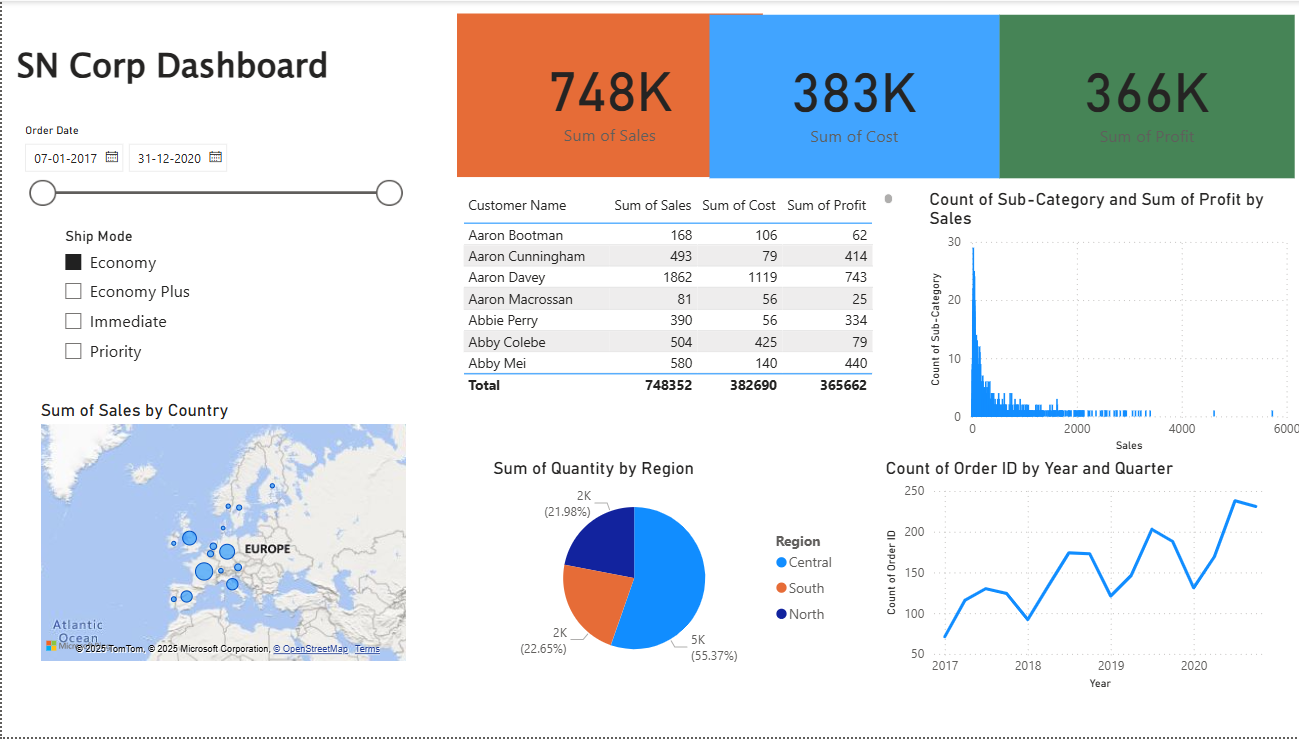 SN Corp Dashboard
748K
Sum of Sales
383K
Sum of Cost
366K
Sum of Profit
Order Date
07-01-2017
31-12-2020
Ship Mode
Economy
Economy Plus
Immediate
Priority
Customer Name Sum of Sales Sum of Cost Sum of Profit
Aaron Bootman 168 106 62
Aaron Cunningham 493 79 414
Aaron Davey 1862 1119 743
Aaron Macrossan 81 56 25
Abbie Perry 390 56 334
Abby Colebe 504 425 79
Abby Mei 580 140 440
Total 748352 382690 365662
Count of Sub-Category and Sum of Profit by
Sales
Count of Sub-Category
30
20
10
0
0 2000 4000 6000
Sales
Sum of Sales by Country
EUROPE
Atlantic
Ocean
© 2025 TomTom, © 2025 Microsoft Corporation, © OpenStreetMap Terms
Sum of Quantity by Region
2K
(21.98%)
2K
(22.65%)
5K
(55.37%)
Region
Central
South
North
Count of Order ID by Year and Quarter
Count of Order ID
250
200
150
100
50
2017 2018 2019 2020
Year